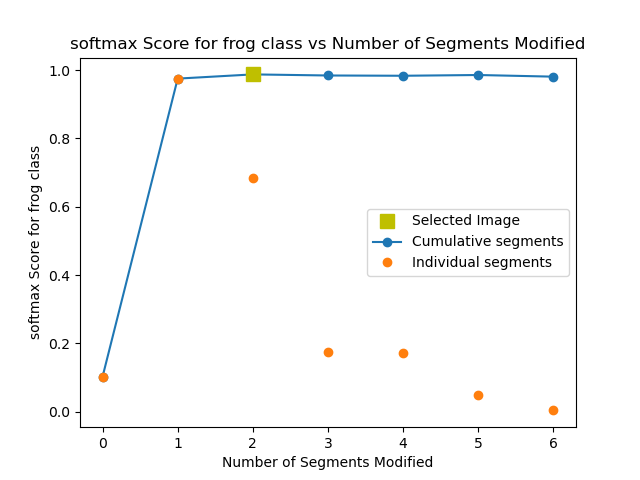 softmax Score for frog class vs Number of Segments Modified
softmax Score for frog class
1.0
0.8
0.6
0.4
0.2
0.0
Selected Image
Cumulative segments
Individual segments
0 1 2 3 4 5 6
Number of Segments Modified